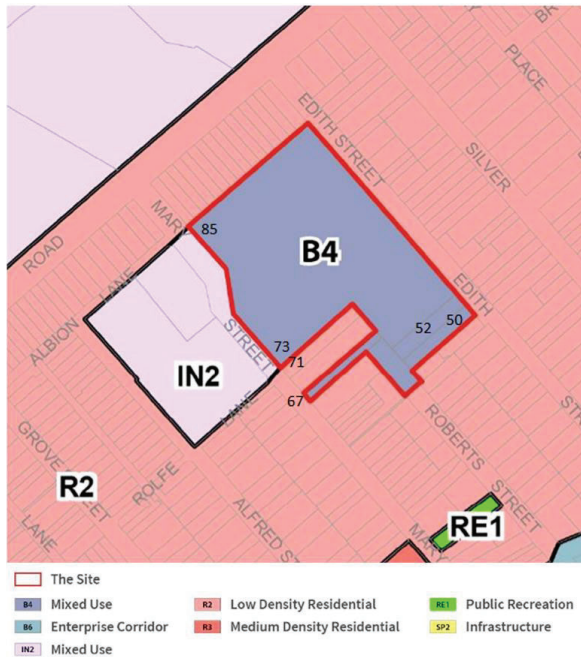 BR
PLACE
EDITH STREET
SILVER
MARY
85
B4
ROAD
LANE
EDITH
ALBION
STREET
73
71
52
50
IN2
67
LANE
ROBERTS
STREET
GROVE STREET
R2
ROLFE
ALFRED ST
LANE
RE1
MARY
The Site
B4 Mixed Use
R2 Low Density Residential
RE1 Public Recreation
B6 Enterprise Corridor
R3 Medium Density Residential
SP2 Infrastructure
IN2 Mixed Use